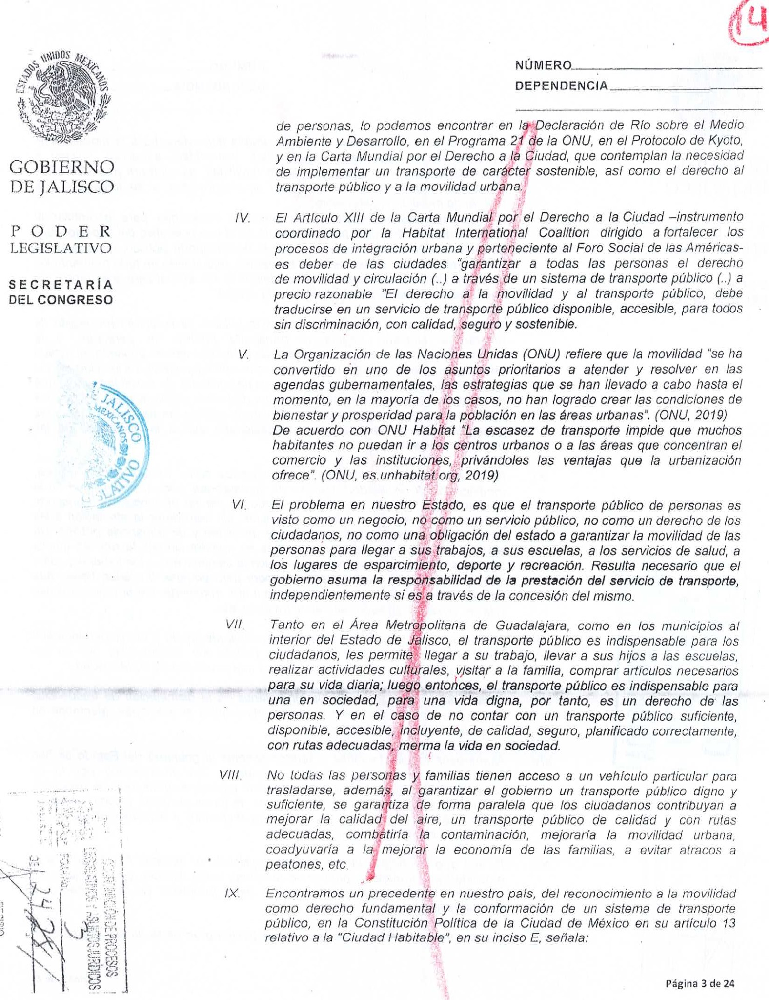 14
ESTADOS UNIDOS MEXICANOS
NÚMERO
DEPENDENCIA
GOBIERNO
DE JALISCO
PODER
LEGISLATIVO
SECRETARÍA
DEL CONGRESO
de personas, lo podemos encontrar en la Declaración de Río sobre el Medio
Ambiente y Desarrollo, en el Programa 21 de la ONU, en el Protocolo de Kyoto,
y en la Carta Mundial por el Derecho a la Ciudad, que contemplan la necesidad
de implementar un transporte de carácter sostenible, así como el derecho al
transporte público y a la movilidad urbana.
IV. El Artículo XIII de la Carta Mundial por el Derecho a la Ciudad –instrumento
coordinado por la Habitat International Coalition dirigido a fortalecer los
procesos de integración urbana y perteneciente al Foro Social de las Américas-
es deber de las ciudades “garantizar a todas las personas el derecho
de movilidad y circulación (..) a través de un sistema de transporte público (..) a
precio razonable "El derecho a la movilidad y al transporte público, debe
traducirse en un servicio de transporte público disponible, accesible, para todos
sin discriminación, con calidad, seguro y sostenible.
V. La Organización de las Naciones Unidas (ONU) refiere que la movilidad “se ha
convertido en uno de los asuntos prioritarios a atender y resolver en las
agendas gubernamentales, las estrategias que se han llevado a cabo hasta el
momento, en la mayoría de los casos, no han logrado crear las condiciones de
bienestar y prosperidad para la población en las áreas urbanas”. (ONU, 2019)
De acuerdo con ONU Habitat “La escasez de transporte impide que muchos
habitantes no puedan ir a los centros urbanos o a las áreas que concentran el
comercio y las instituciones, privándoles las ventajas que la urbanización
ofrece”. (ONU, es.unhabitat.org, 2019)
VI. El problema en nuestro Estado, es que el transporte público de personas es
visto como un negocio, no como un servicio público, no como un derecho de los
ciudadanos, no como una obligación del estado a garantizar la movilidad de las
personas para llegar a sus trabajos, a sus escuelas, a los servicios de salud, a
los lugares de esparcimiento, deporte y recreación. Resulta necesario que el
gobierno asuma la responsabilidad de la prestación del servicio de transporte,
independientemente si es a través de la concesión del mismo.
VII. Tanto en el Área Metropolitana de Guadalajara, como en los municipios al
interior del Estado de Jalisco, el transporte público es indispensable para los
ciudadanos, les permite llegar a su trabajo, llevar a sus hijos a las escuelas,
realizar actividades culturales, visitar a la familia, comprar artículos necesarios
para su vida diaria; luego entonces, el transporte público es indispensable para
una en sociedad, para una vida digna, por tanto, es un derecho de las
personas. Y en el caso de no contar con un transporte público suficiente,
disponible, accesible, incluyente, de calidad, seguro, planificado correctamente,
con rutas adecuadas, merma la vida en sociedad.
VIII. No todas las personas y familias tienen acceso a un vehículo particular para
trasladarse, además, al garantizar el gobierno un transporte público digno y
suficiente, se garantiza de forma paralela que los ciudadanos contribuyan a
mejorar la calidad del aire, un transporte público de calidad y con rutas
adecuadas, combatiría la contaminación, mejoraría la movilidad urbana,
coadyuvaría a la mejorar la economía de las familias, a evitar atracos a
peatones, etc.
IX. Encontramos un precedente en nuestro país, del reconocimiento a la movilidad
como derecho fundamental y la conformación de un sistema de transporte
público, en la Constitución Política de la Ciudad de México en su artículo 13
relativo a la “Ciudad Habitable”, en su inciso E, señala:
DE JALISCO
MEXICANOS
COORDINACIÓN DE PROCESOS
LEGISLATIVOS Y ASUNTOS JURÍDICOS
FOJA No. 3
DE 24
Página 3 de 24